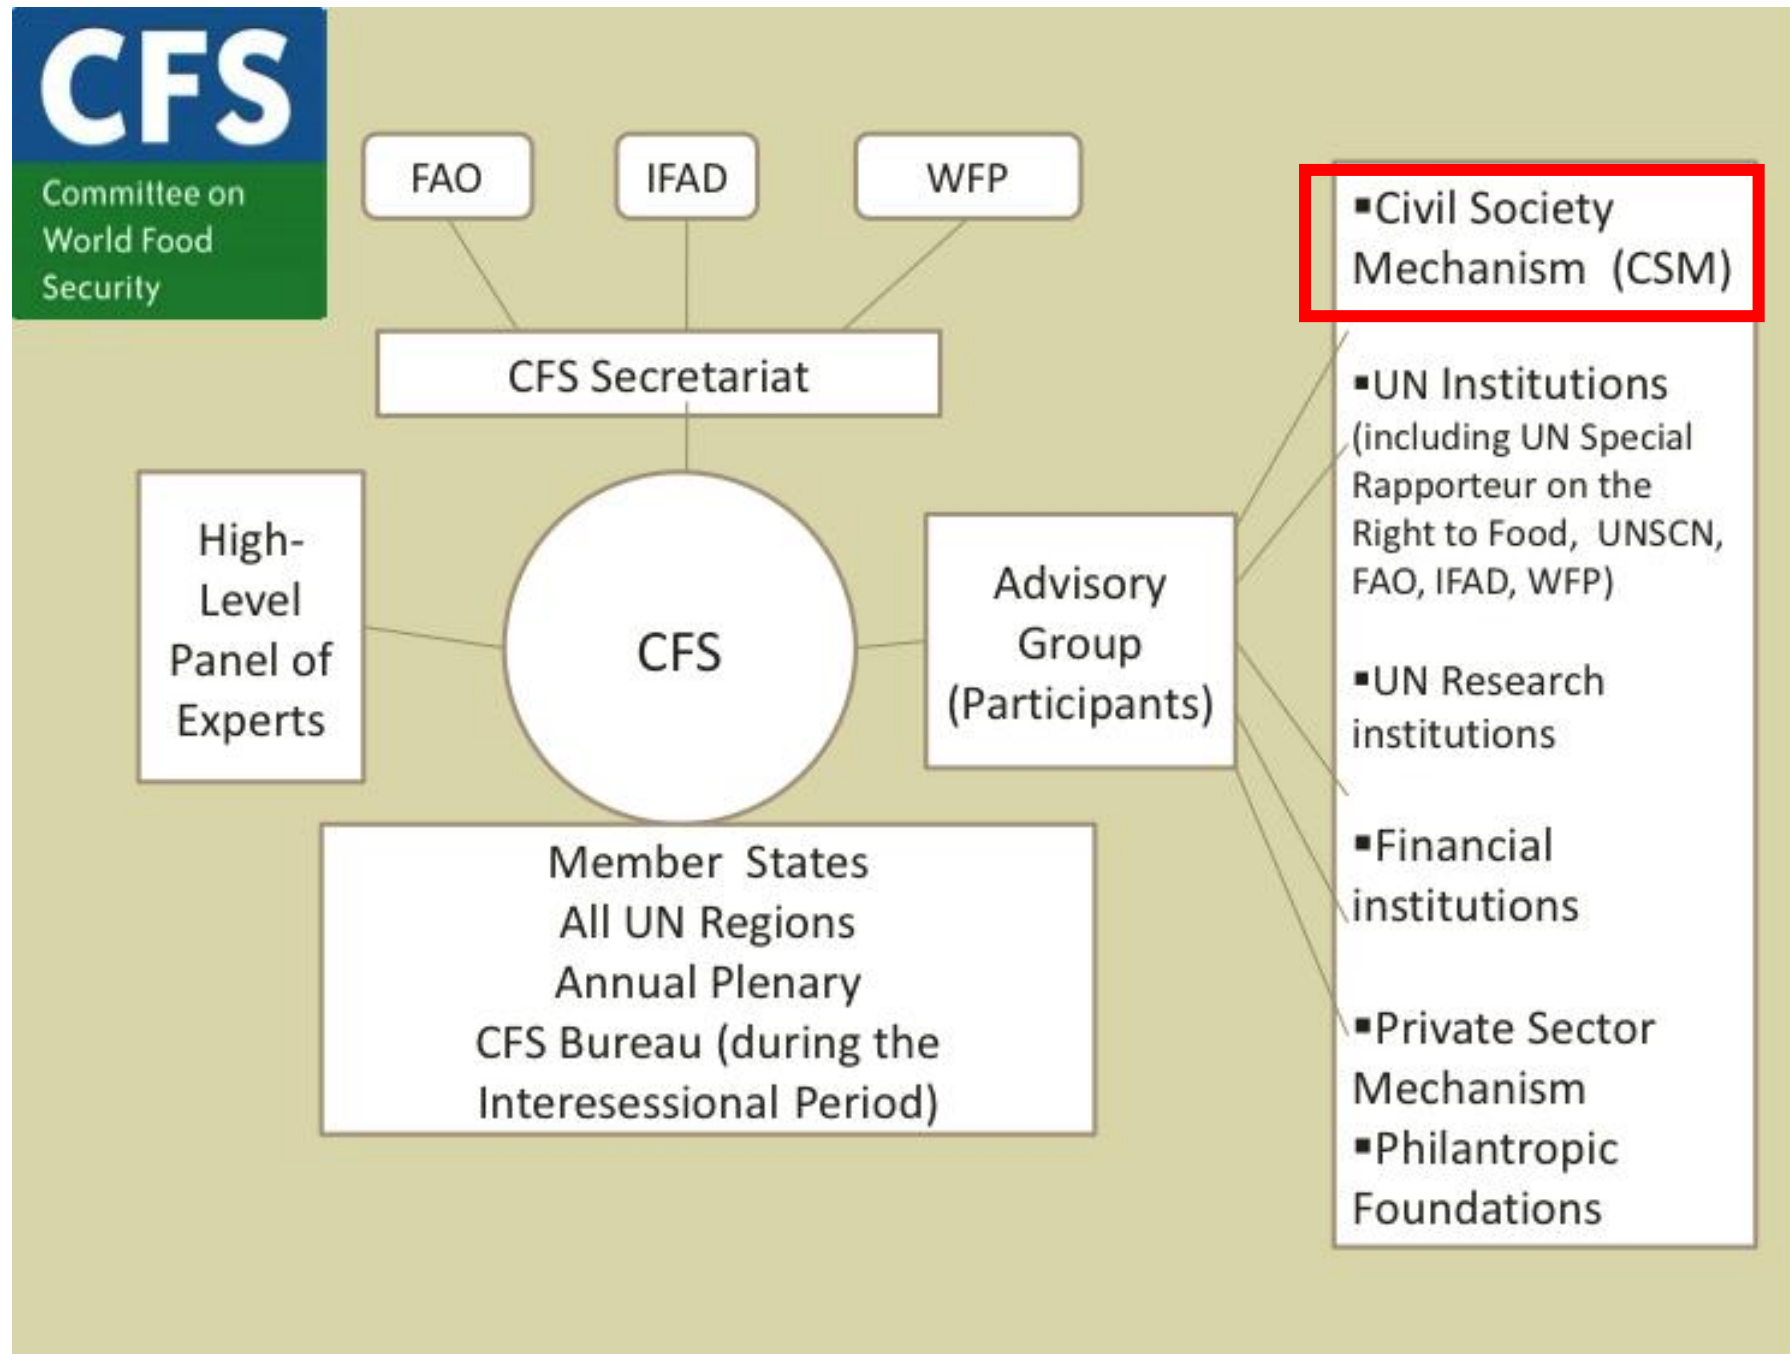 CFS
Committee on
World Food
Security
FAO
IFAD
WFP
CFS Secretariat
High-
Level
Panel of
Experts
CFS
Advisory
Group
(Participants)
Member States
All UN Regions
Annual Plenary
CFS Bureau (during the
Interesessional Period)
▪Civil Society
Mechanism (CSM)
▪UN Institutions
(including UN Special
Rapporteur on the
Right to Food, UNSCN,
FAO, IFAD, WFP)
▪UN Research
institutions
▪Financial
institutions
▪Private Sector
Mechanism
▪Philantropic
Foundations